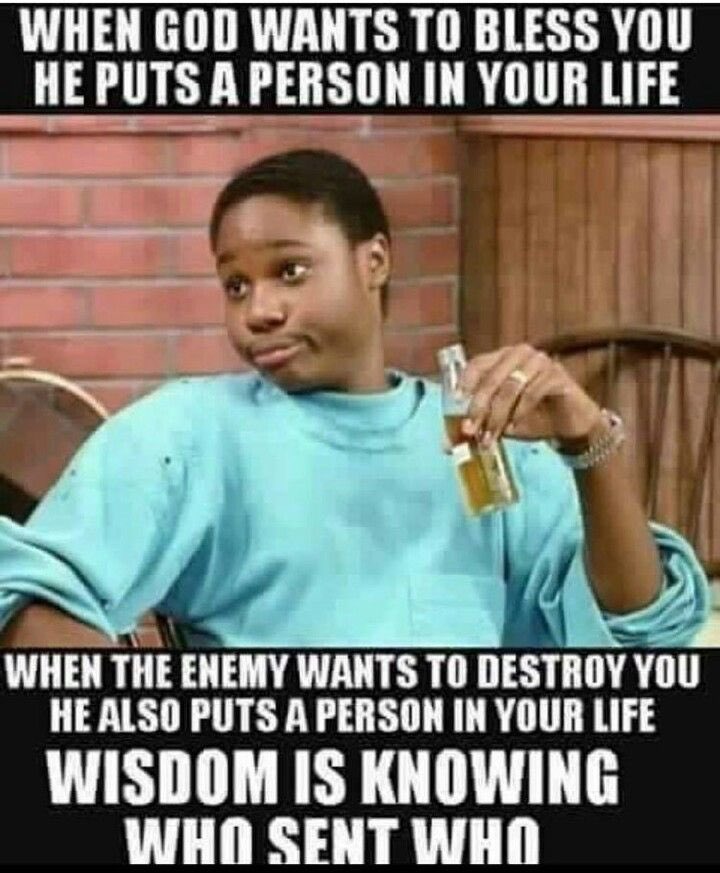 WHEN GOD WANTS TO BLESS YOU
HE PUTS A PERSON IN YOUR LIFE
WHEN THE ENEMY WANTS TO DESTROY YOU
HE ALSO PUTS A PERSON IN YOUR LIFE
WISDOM IS KNOWING
WHO SENT WHO